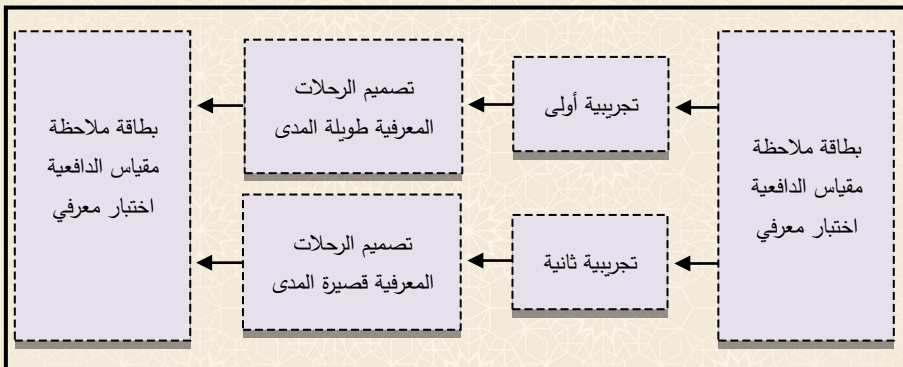 بطاقة ملاحظة
مقياس الدافعية
اختبار معرفي
تجريبية أولى
تصميم الرحلات
المعرفية طويلة المدى
تجريبية ثانية
تصميم الرحلات
المعرفية قصيرة المدى
بطاقة ملاحظة
مقياس الدافعية
اختبار معرفي